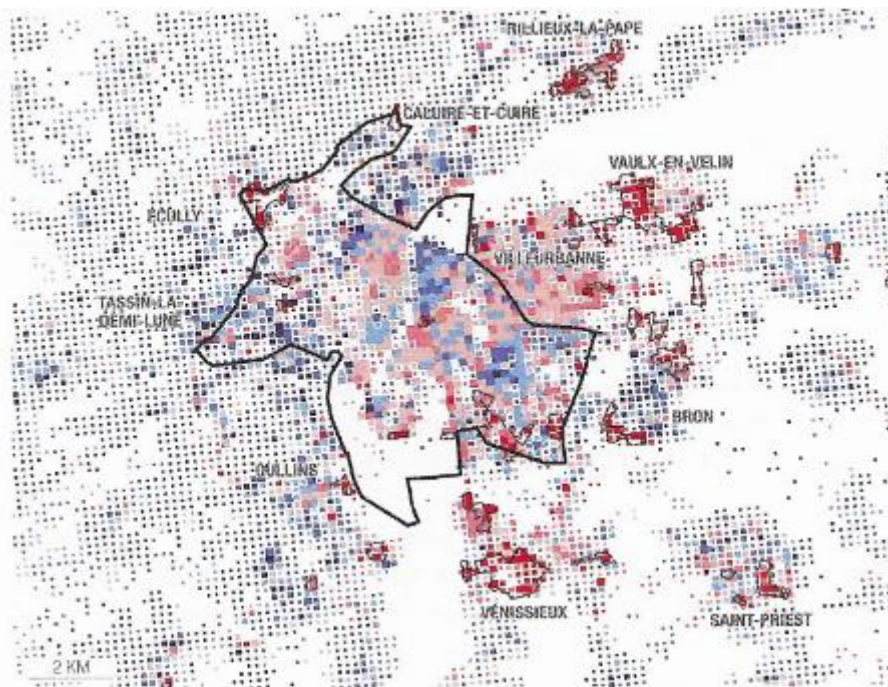 RILLIEUX-LA-PAPE
CALUIRE-ET-CUIRE
VAULX-EN-VELIN
ÉCULLY
VILLEURBANNE
TASSIN-LA-
DEMI-LUNE
BRON
OULLINS
VÉNISSIEUX
SAINT-PRIEST
2 KM